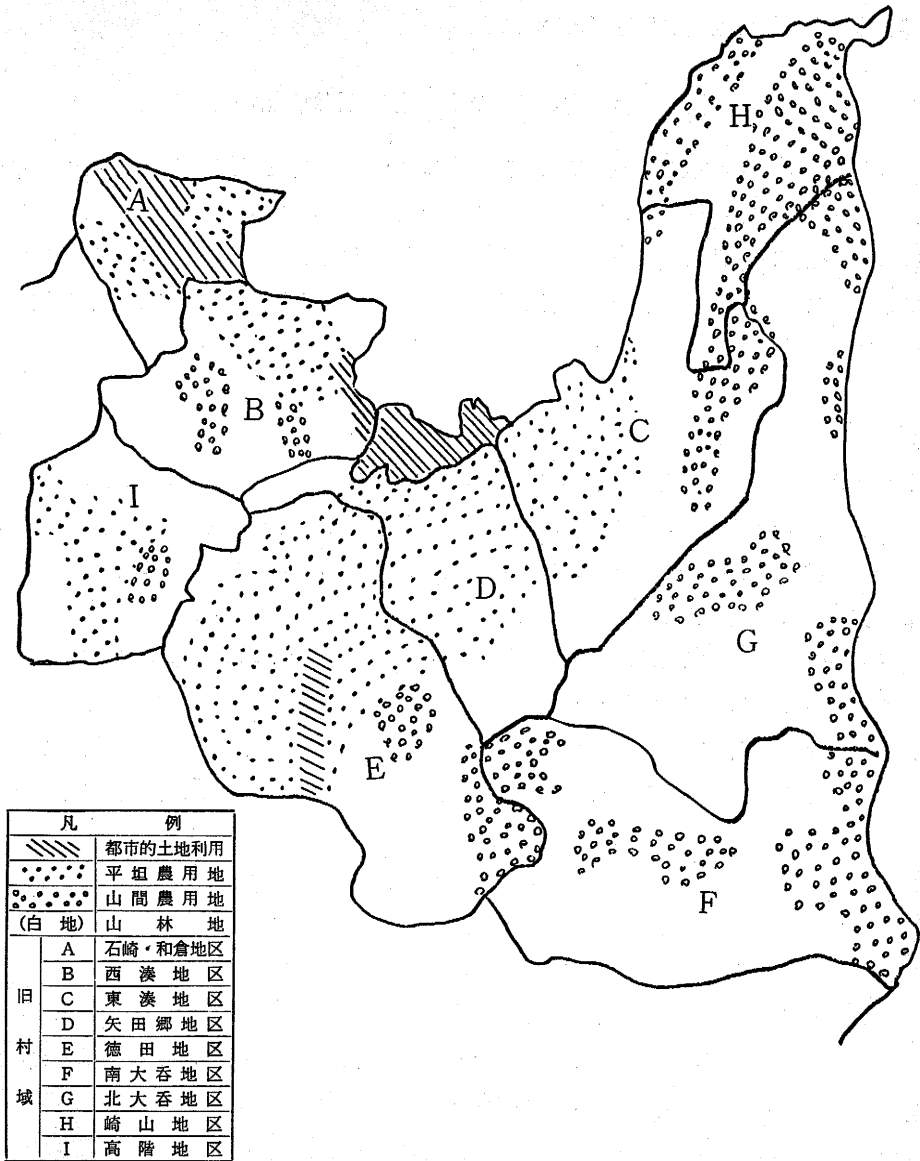 H
A
B
C
I
D
G
E
F
凡 例
都市的土地利用
平坦農用地
山間農用地
(白地) 山林地
旧村域
A 石崎・和倉地区
B 西湊地区
C 東湊地区
D 矢田郷地区
E 徳田地区
F 南大呑地区
G 北大呑地区
H 崎山地区
I 高階地区